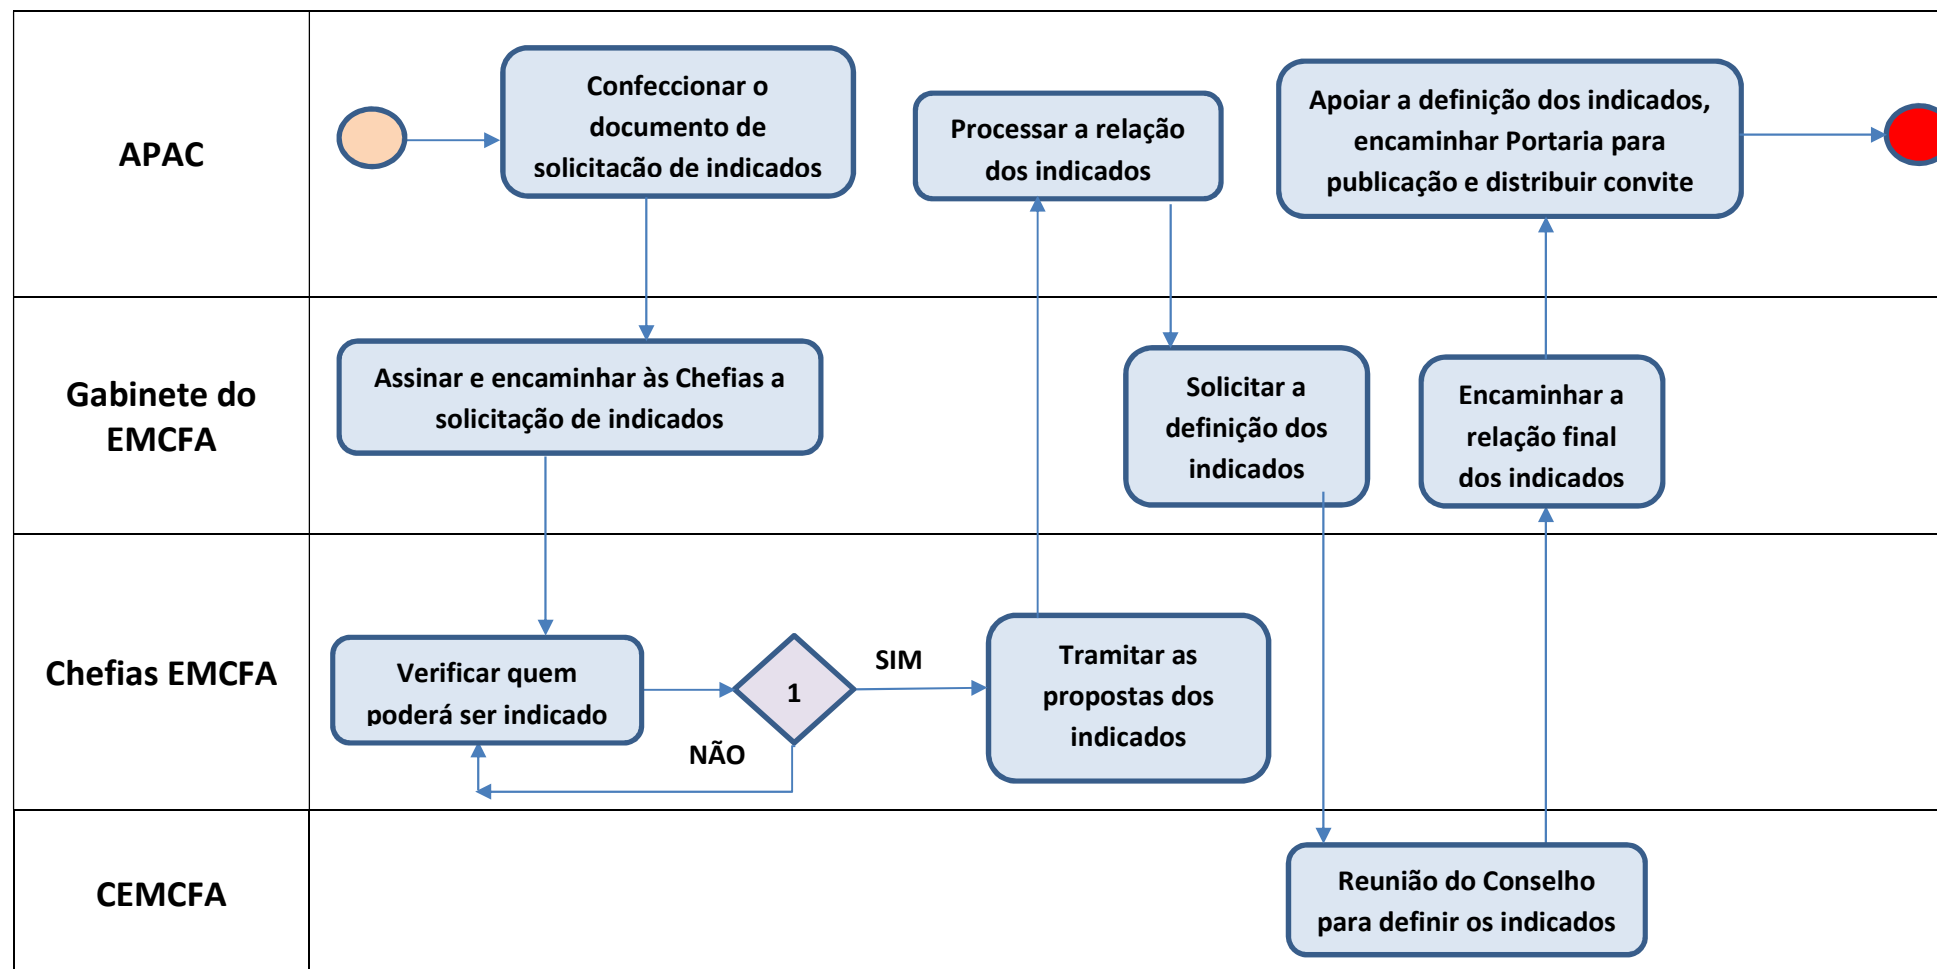 APAC
Confeccionar o
documento de
solicitacão de indicados
Processar a relação
dos indicados
Apoiar a definição dos indicados,
encaminhar Portaria para
publicação e distribuir convite
Gabinete do
EMCFA
Assinar e encaminhar às Chefias a
solicitação de indicados
Solicitar a
definição dos
indicados
Encaminhar a
relação final
dos indicados
Chefias EMCFA
Verificar quem
poderá ser indicado
1
SIM
NÃO
Tramitar as
propostas dos
indicados
CEMCFA
Reunião do Conselho
para definir os indicados